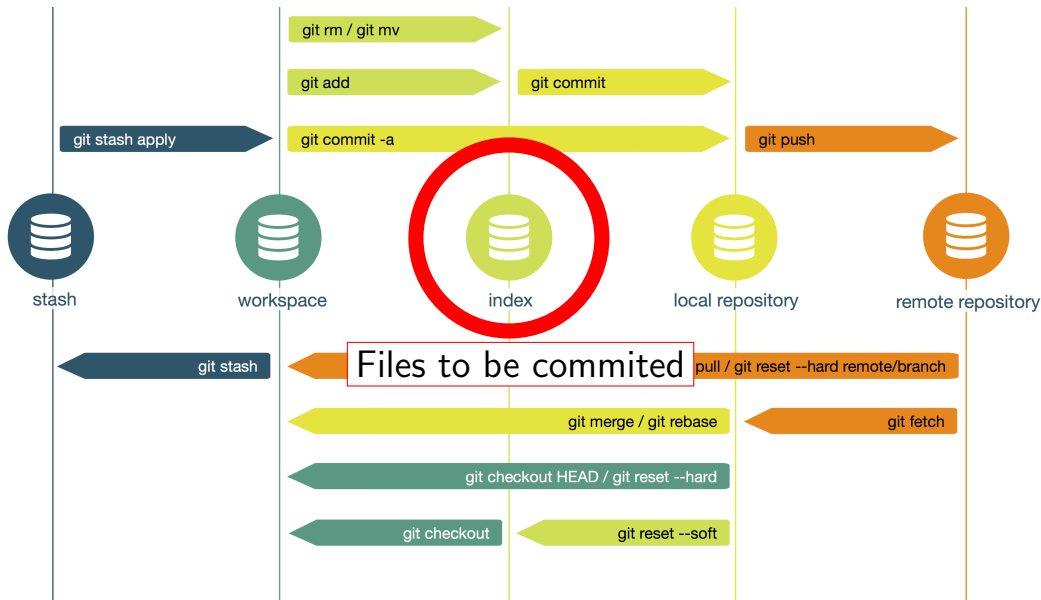 git rm / git mv
git add
git commit
git stash apply
git commit -a
git push
stash
workspace
index
local repository
remote repository
git stash
Files to be commited
pull / git reset --hard remote/branch
git merge / git rebase
git fetch
git checkout HEAD / git reset --hard
git checkout
git reset --soft